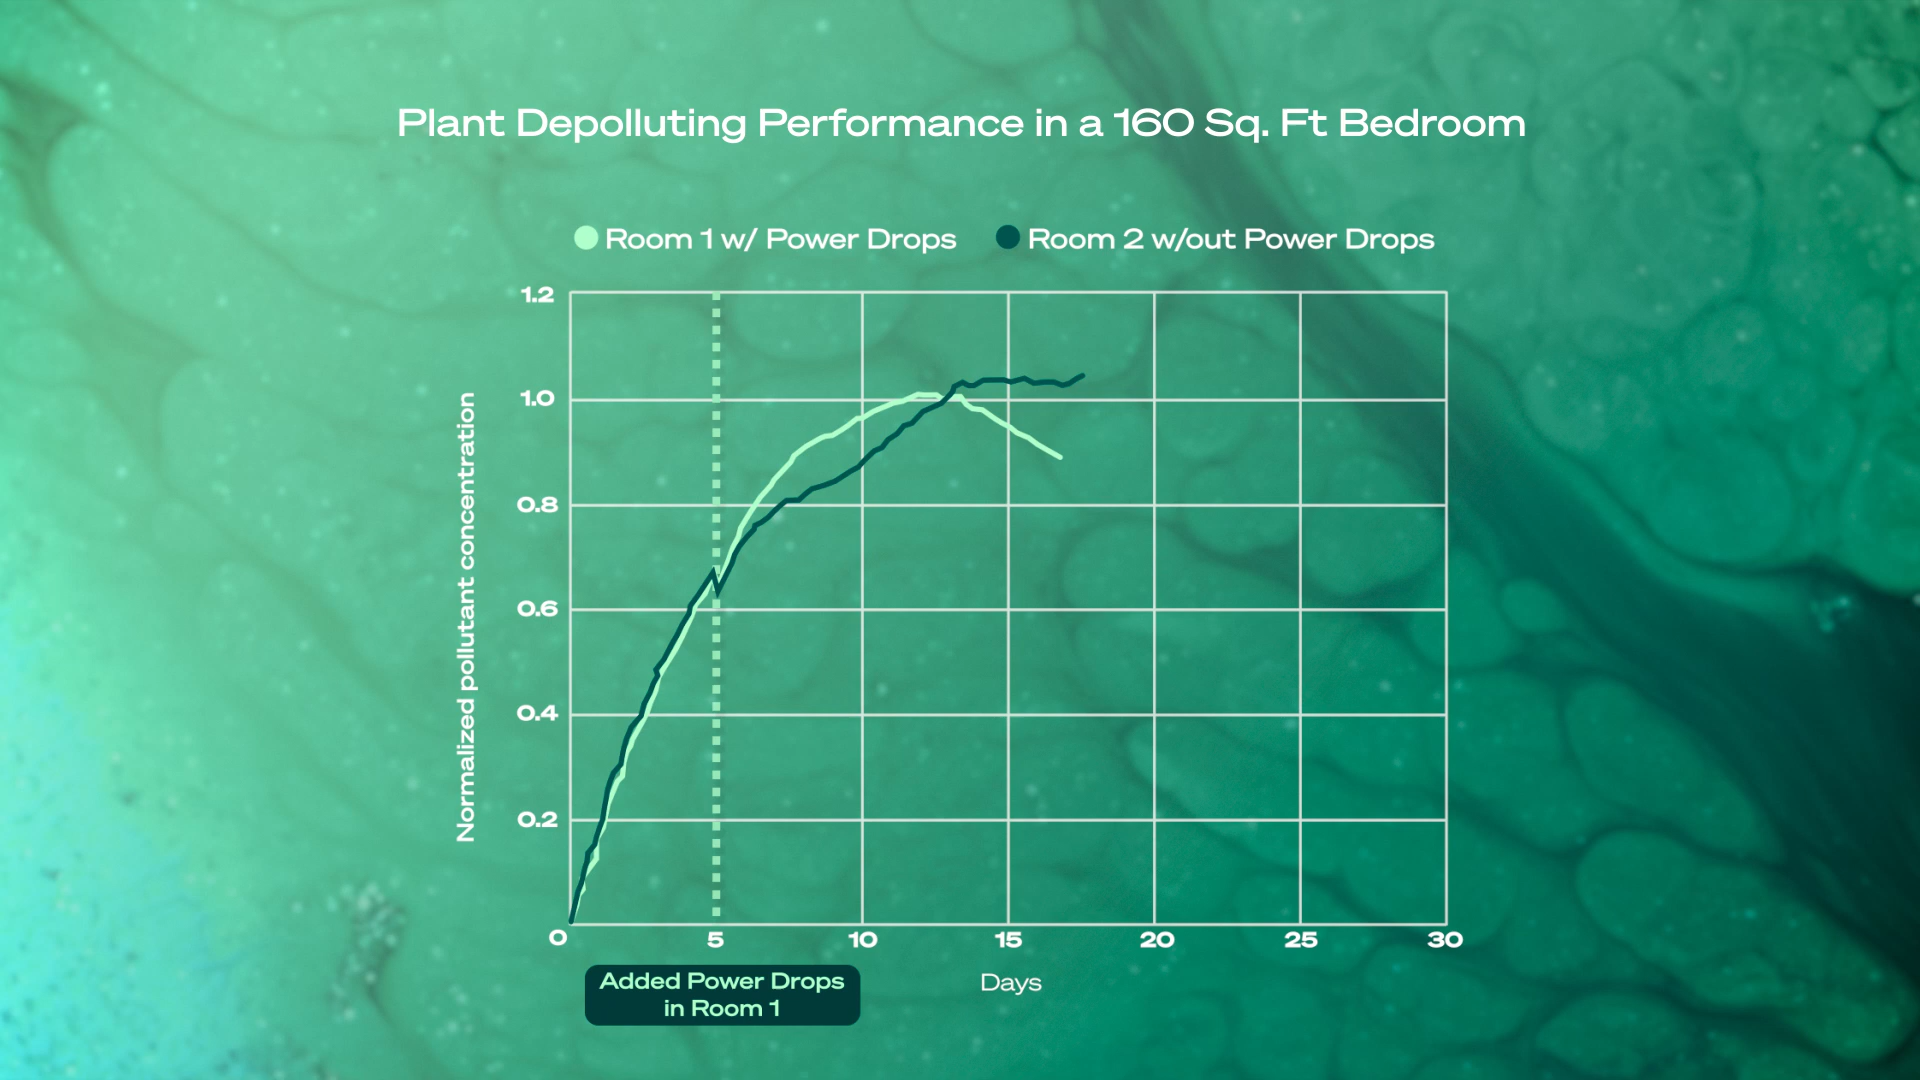 Plant Depolluting Performance in a 160 Sq. Ft Bedroom
Room 1 w/ Power Drops
Room 2 w/out Power Drops
Normalized pollutant concentration
1.2
1.0
0.8
0.6
0.4
0.2
0
5
10
15
20
25
30
Days
Added Power Drops
in Room 1